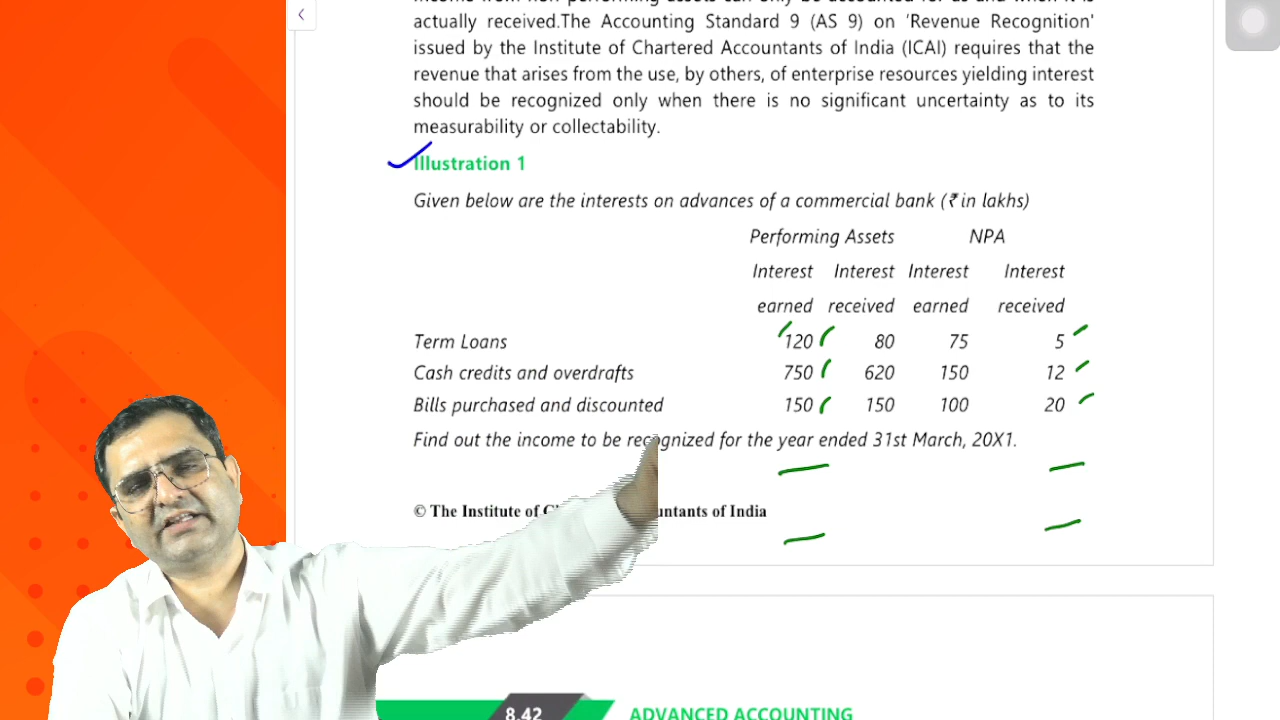 actually received.The Accounting Standard 9 (AS 9) on 'Revenue Recognition'
issued by the Institute of Chartered Accountants of India (ICAI) requires that the
revenue that arises from the use, by others, of enterprise resources yielding interest
should be recognized only when there is no significant uncertainty as to its
measurability or collectability.
Illustration 1
Given below are the interests on advances of a commercial bank (₹ in lakhs)
Performing Assets NPA
Interest Interest Interest Interest
earned received earned received
Term Loans 120 80 75 5
Cash credits and overdrafts 750 620 150 12
Bills purchased and discounted 150 150 100 20
Find out the income to be recognized for the year ended 31st March, 20X1.
© The Institute of untants of India
8.42 ADVANCED ACCOUNTING